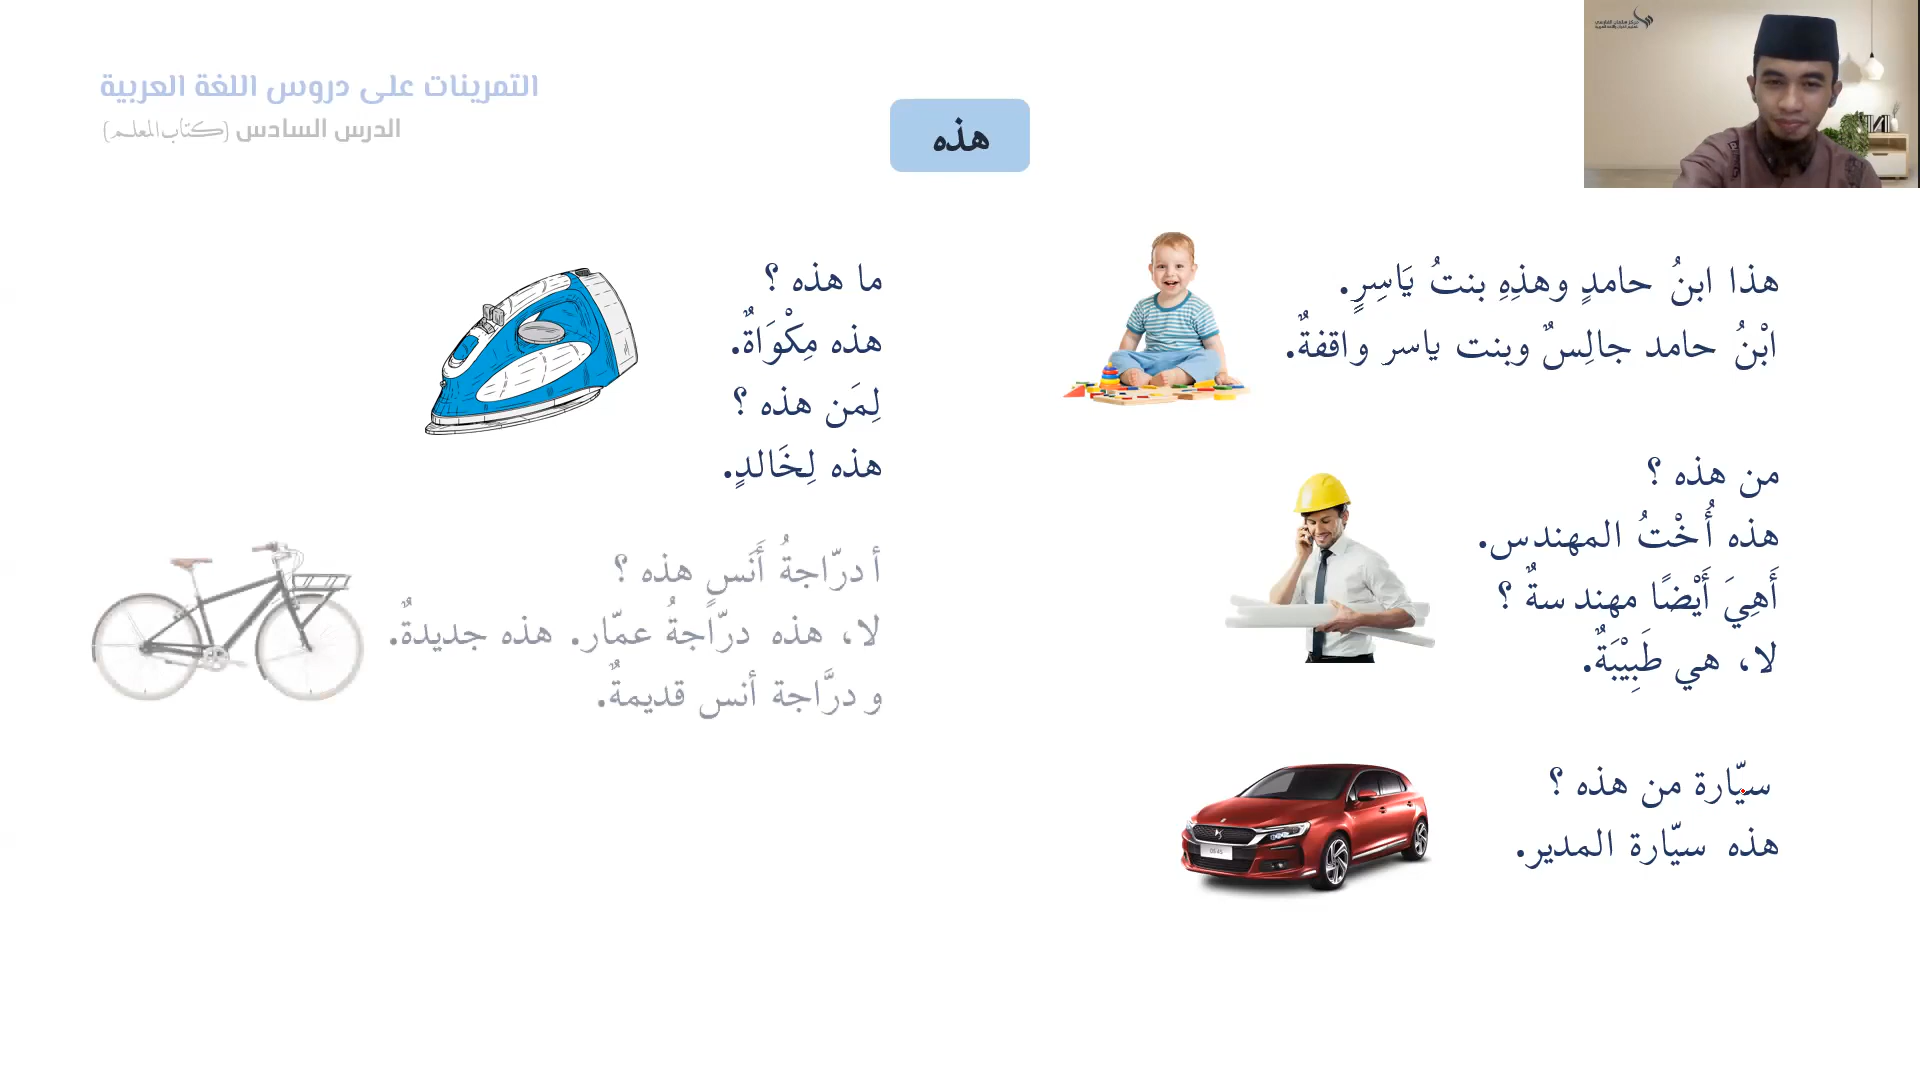 التمرينات على دروس اللغة العربية
الدرس السادس (كتاب المعلم)
هذه
هذا ابنُ حامدٍ وهذِهِ بنتُ يَاسِرٍ.
ابْنُ حامد جالِسٌ وبنت ياسر واقفةٌ.
من هذه ؟
هذه أُخْتُ المهندس.
أَهِيَ أَيْضًا مهندسةٌ ؟
لا، هي طَبِيْبَةٌ.
سيّارة من هذه ؟
هذه سيّارة المدير.
ما هذه ؟
هذه مِكْوَاةٌ.
لِمَن هذه ؟
هذه لِخَالدٍ.
أ درّاجةُ أَنَسٍ هذه ؟
لا، هذه درّاجةُ عمّار. هذه جديدةٌ.
و درَّاجة أنس قديمةٌ.